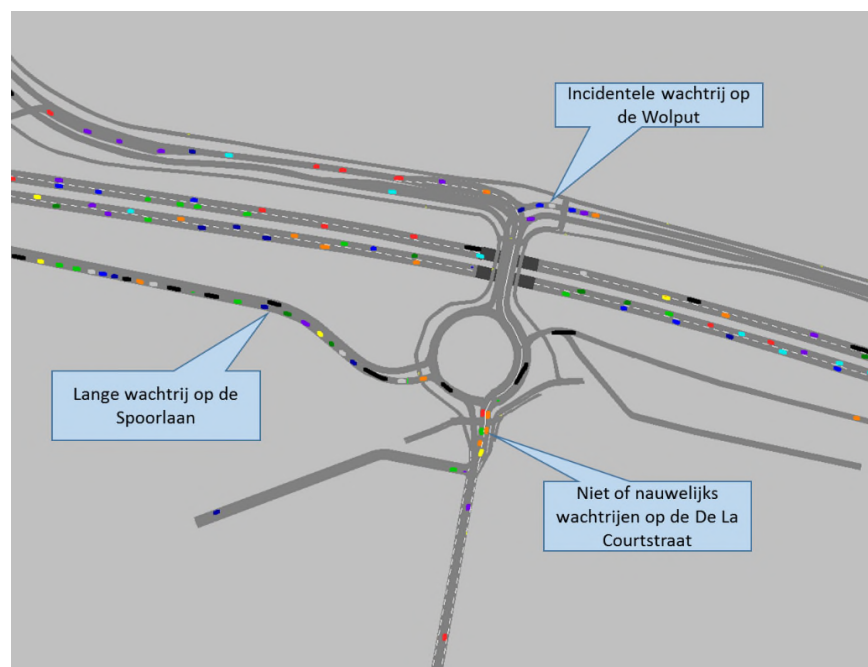 Incidentele wachtrij op
de Wolput
Lange wachtrij op de
Spoorlaan
Niet of nauwelijks
wachtrijen op de De La
Courtstraat